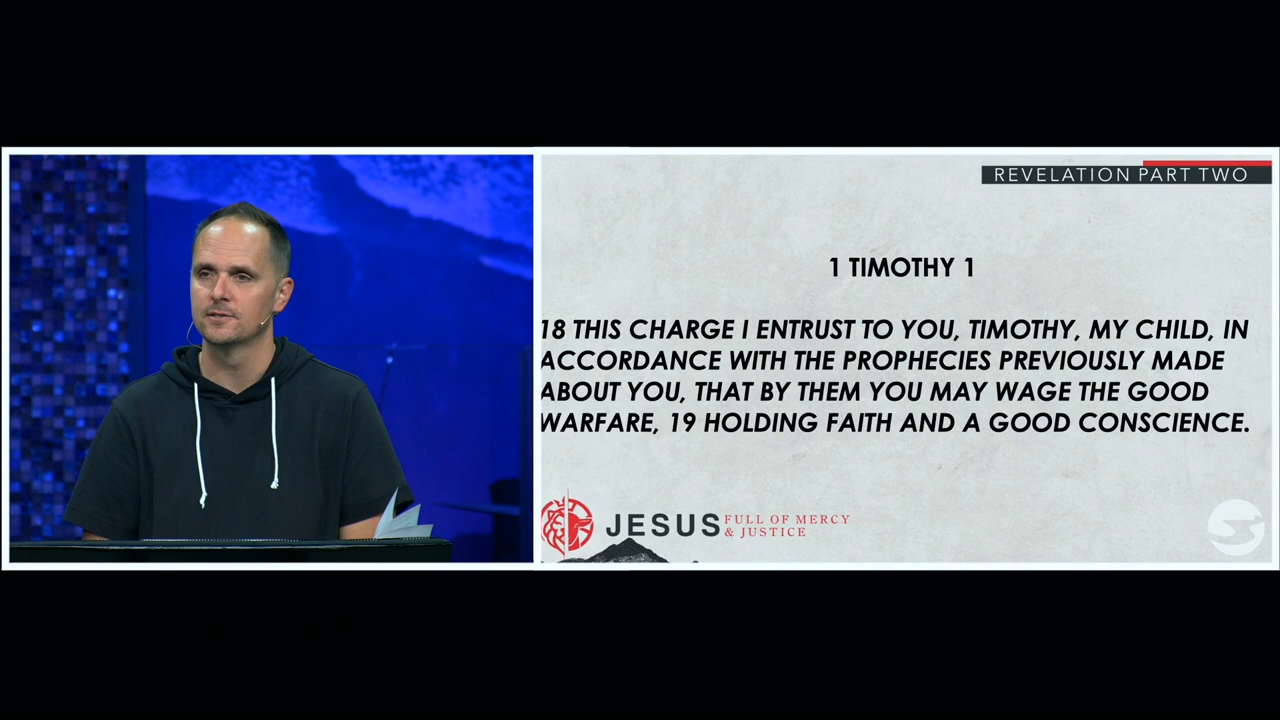 REVELATION PART TWO
1 TIMOTHY 1
18 THIS CHARGE I ENTRUST TO YOU, TIMOTHY, MY CHILD, IN
ACCORDANCE WITH THE PROPHECIES PREVIOUSLY MADE
ABOUT YOU, THAT BY THEM YOU MAY WAGE THE GOOD
WARFARE, 19 HOLDING FAITH AND A GOOD CONSCIENCE.
JESUS FULL OF MERCY
& JUSTICE